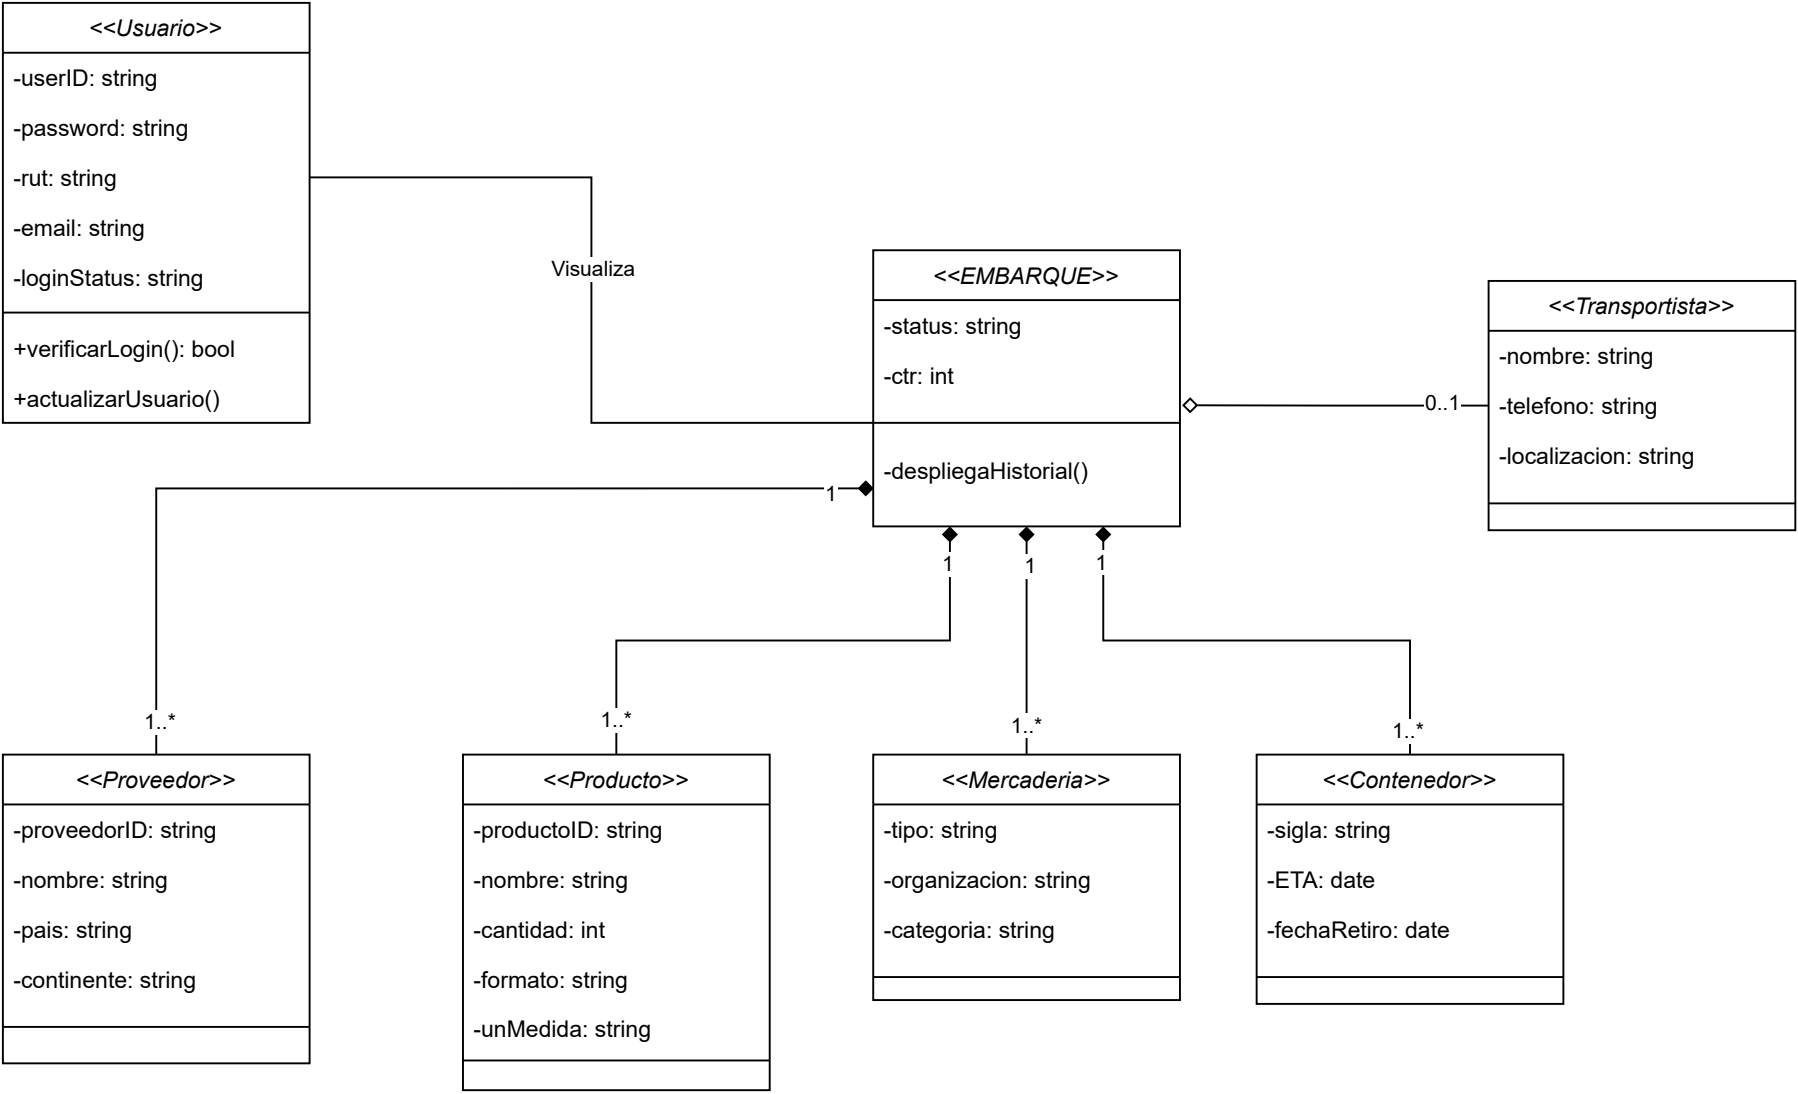 <<Usuario>>
-userID: string
-password: string
-rut: string
-email: string
-loginStatus: string
+verificarLogin(): bool
+actualizarUsuario()
Visualiza
<<EMBARQUE>>
-status: string
-ctr: int
-despliegaHistorial()
<<Transportista>>
-nombre: string
-telefono: string
-localizacion: string
0..1
1
1
1
1
1..*
1..*
1..*
1..*
<<Proveedor>>
-proveedorID: string
-nombre: string
-pais: string
-continente: string
<<Producto>>
-productoID: string
-nombre: string
-cantidad: int
-formato: string
-unMedida: string
<<Mercaderia>>
-tipo: string
-organizacion: string
-categoria: string
<<Contenedor>>
-sigla: string
-ETA: date
-fechaRetiro: date